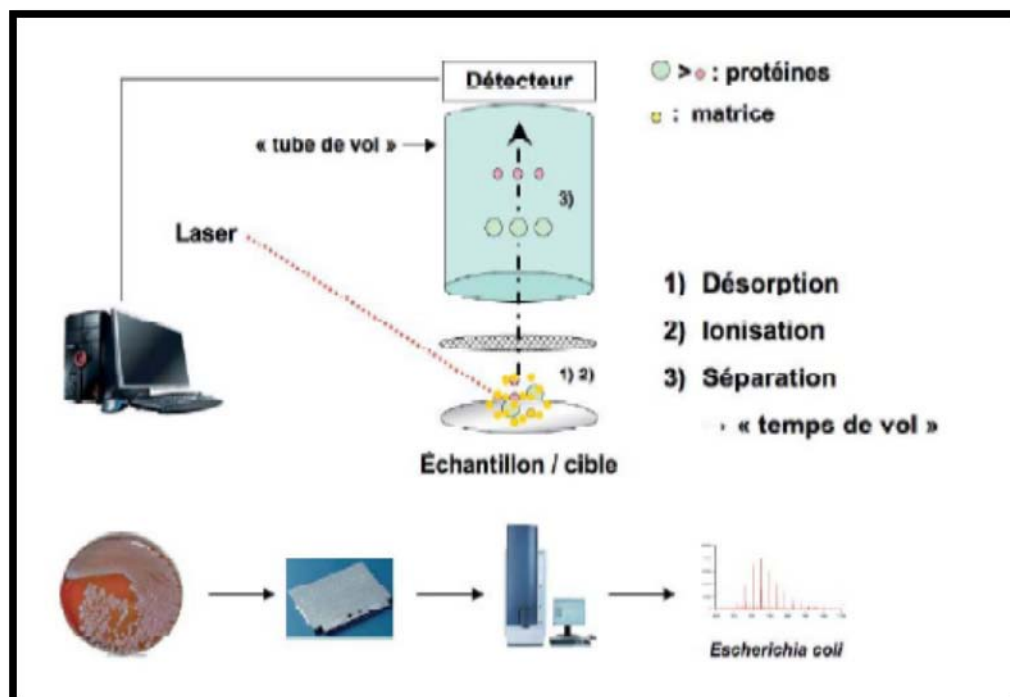 Détecteur
> : protéines
: matrice
« tube de vol »
3)
Laser
1) Désorption
2) Ionisation
3) Séparation
→ « temps de vol »
1) 2)
Échantillon / cible
Escherichia coli